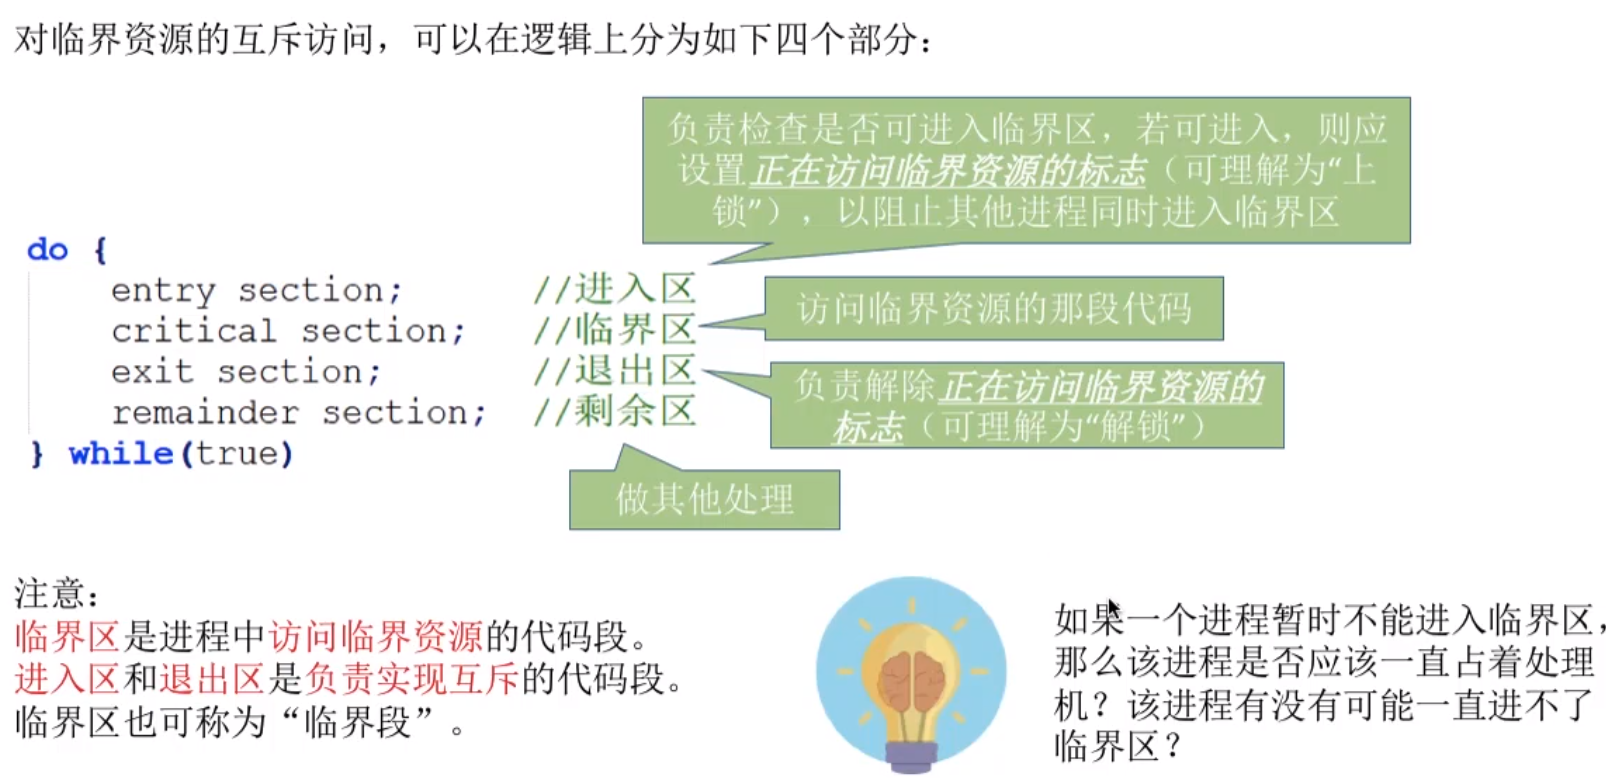 对临界资源的互斥访问，可以在逻辑上分为如下四个部分：
负责检查是否可进入临界区，若可进入，则应
设置正在访问临界资源的标志（可理解为“上
锁”），以阻止其他进程同时进入临界区
do {
entry section; //进入区
critical section; //临界区
exit section; //退出区
remainder section; //剩余区
} while(true)
访问临界资源的那段代码
负责解除正在访问临界资源的
标志（可理解为“解锁”）
做其他处理
注意：
临界区是进程中访问临界资源的代码段。
进入区和退出区是负责实现互斥的代码段。
临界区也可称为“临界段”。
如果一个进程暂时不能进入临界区，
那么该进程是否应该一直占着处理
机？该进程有没有可能一直进不了
临界区？